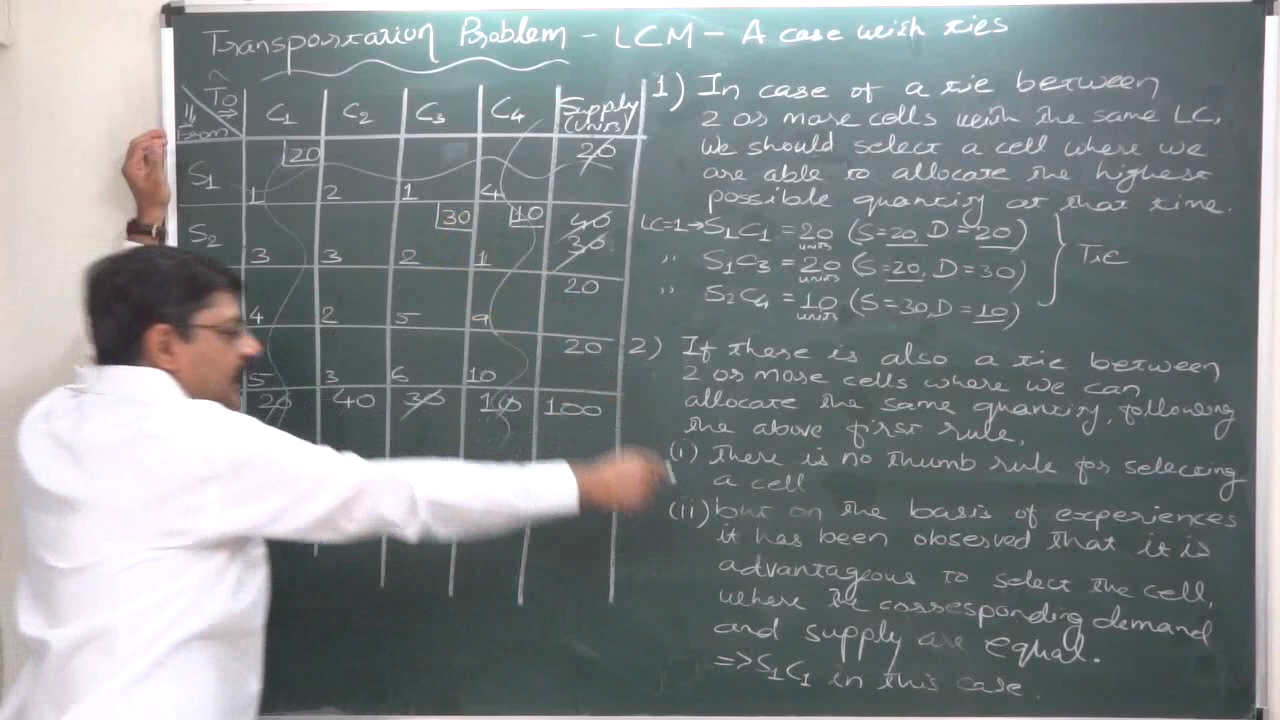 Transportation Problem - LCM - A case with ties
To
From
C1 C2 C3 C4 Supply (Units)
S1 20 20
1 2 1 4
S2 30 10 40
30
3 3 2 1
20
4 2 5 9
20
5 3 6 10
20 40 30 10 100
1) In case of a tie between
2 or more cells with the same LC,
we should select a cell where we
are able to allocate the highest
possible quantity at that time.
LC=1→S1C1 = 20 units (S=20, D=20)
" S1C3 = 20 units (S=20, D=30)
" S2C4 = 10 units (S=30, D=10)
Tie
2) If there is also a tie between
2 or more cells where we can
allocate the same quantity, following
the above first rule,
(i) there is no thumb rule for selecting
a cell
(ii) but on the basis of experiences
it has been observed that it is
advantageous to select the cell,
where the corresponding demand
and supply are equal.
=> S1C1 in this case.